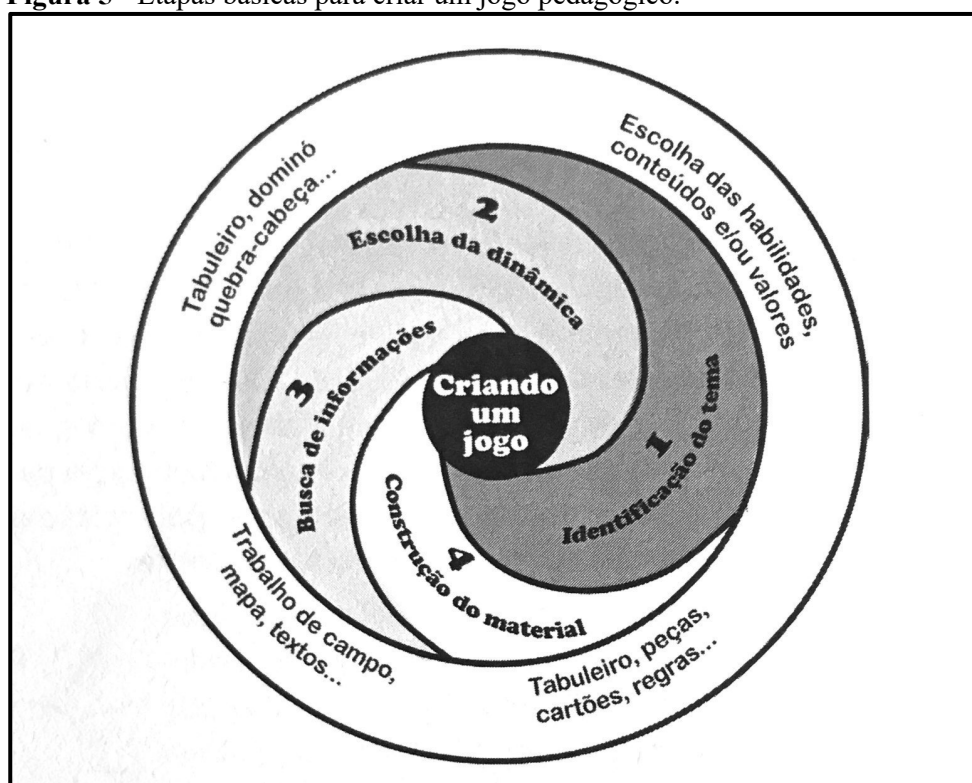 Figura 3 - Etapas básicas para criar um jogo pedagógico.
Escolha das habilidades,
conteúdos e/ou valores
1
Identificação do tema
Tabuleiro, dominó
quebra-cabeça...
2
Escolha da dinâmica
3
Busca de informações
Trabalho de campo,
mapa, textos...
4
Construção do material
Tabuleiro, peças,
cartões, regras...
Criando
um
jogo